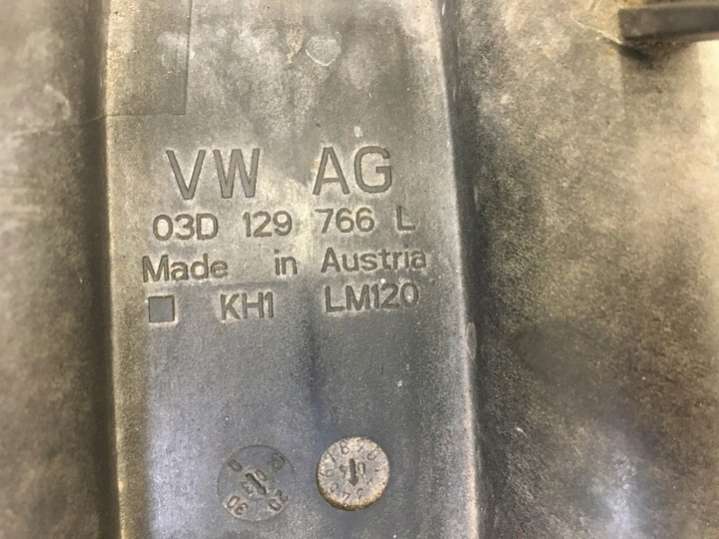 VW AG
03D 129 766 L
Made in Austria
KH1 LM120